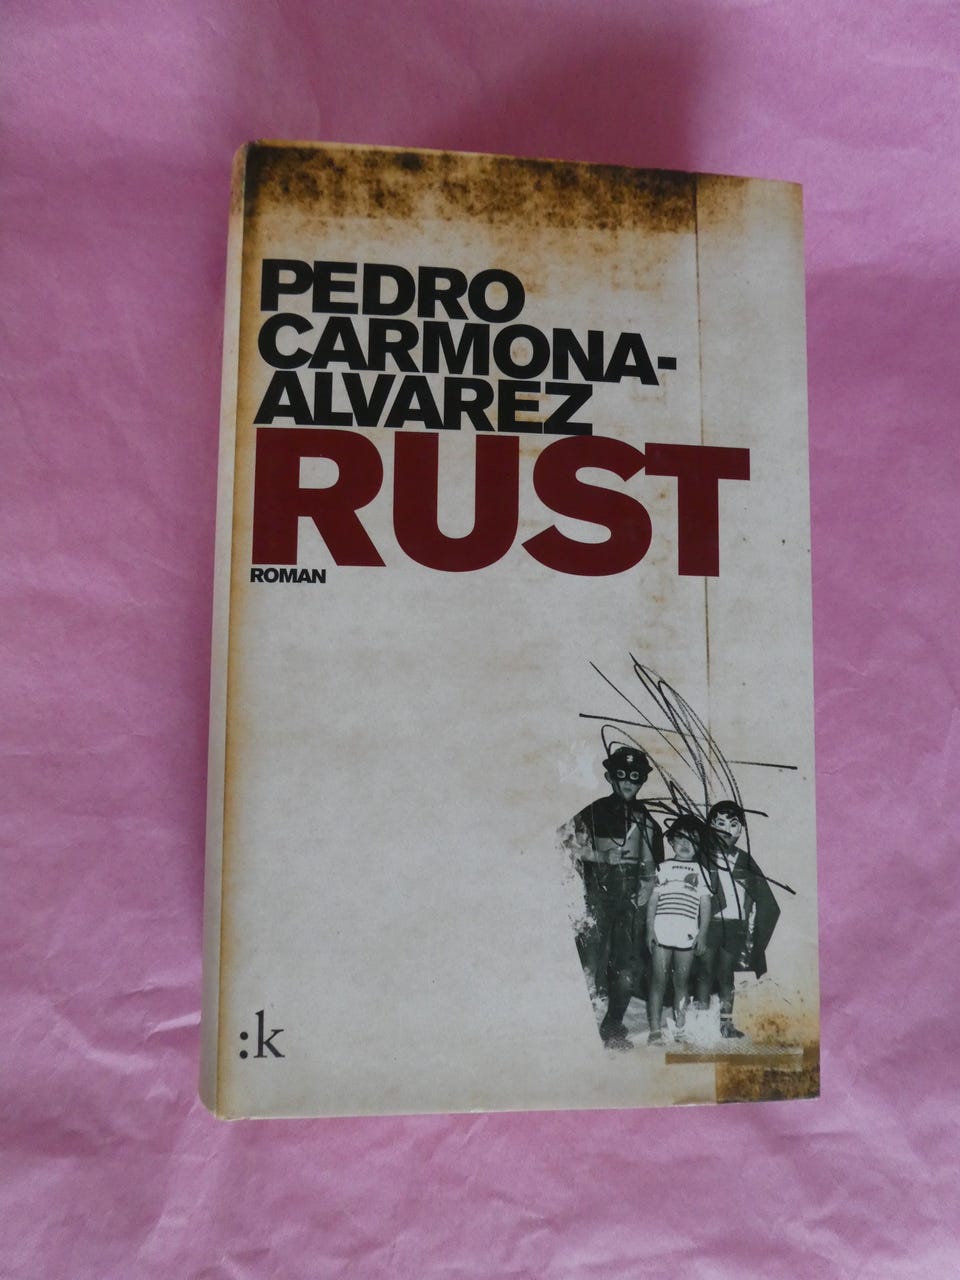 PEDRO
CARMONA-
ALVAREZ
RUST
ROMAN
:k